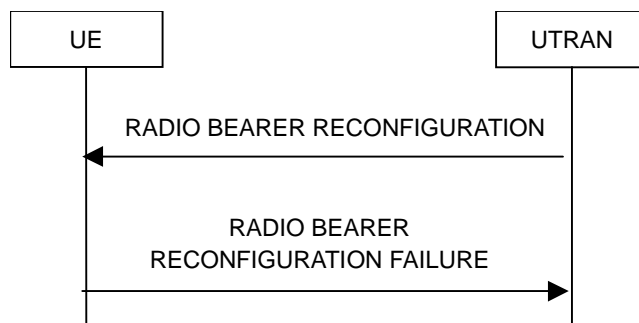 UE
UTRAN
RADIO BEARER RECONFIGURATION
RADIO BEARER
RECONFIGURATION FAILURE